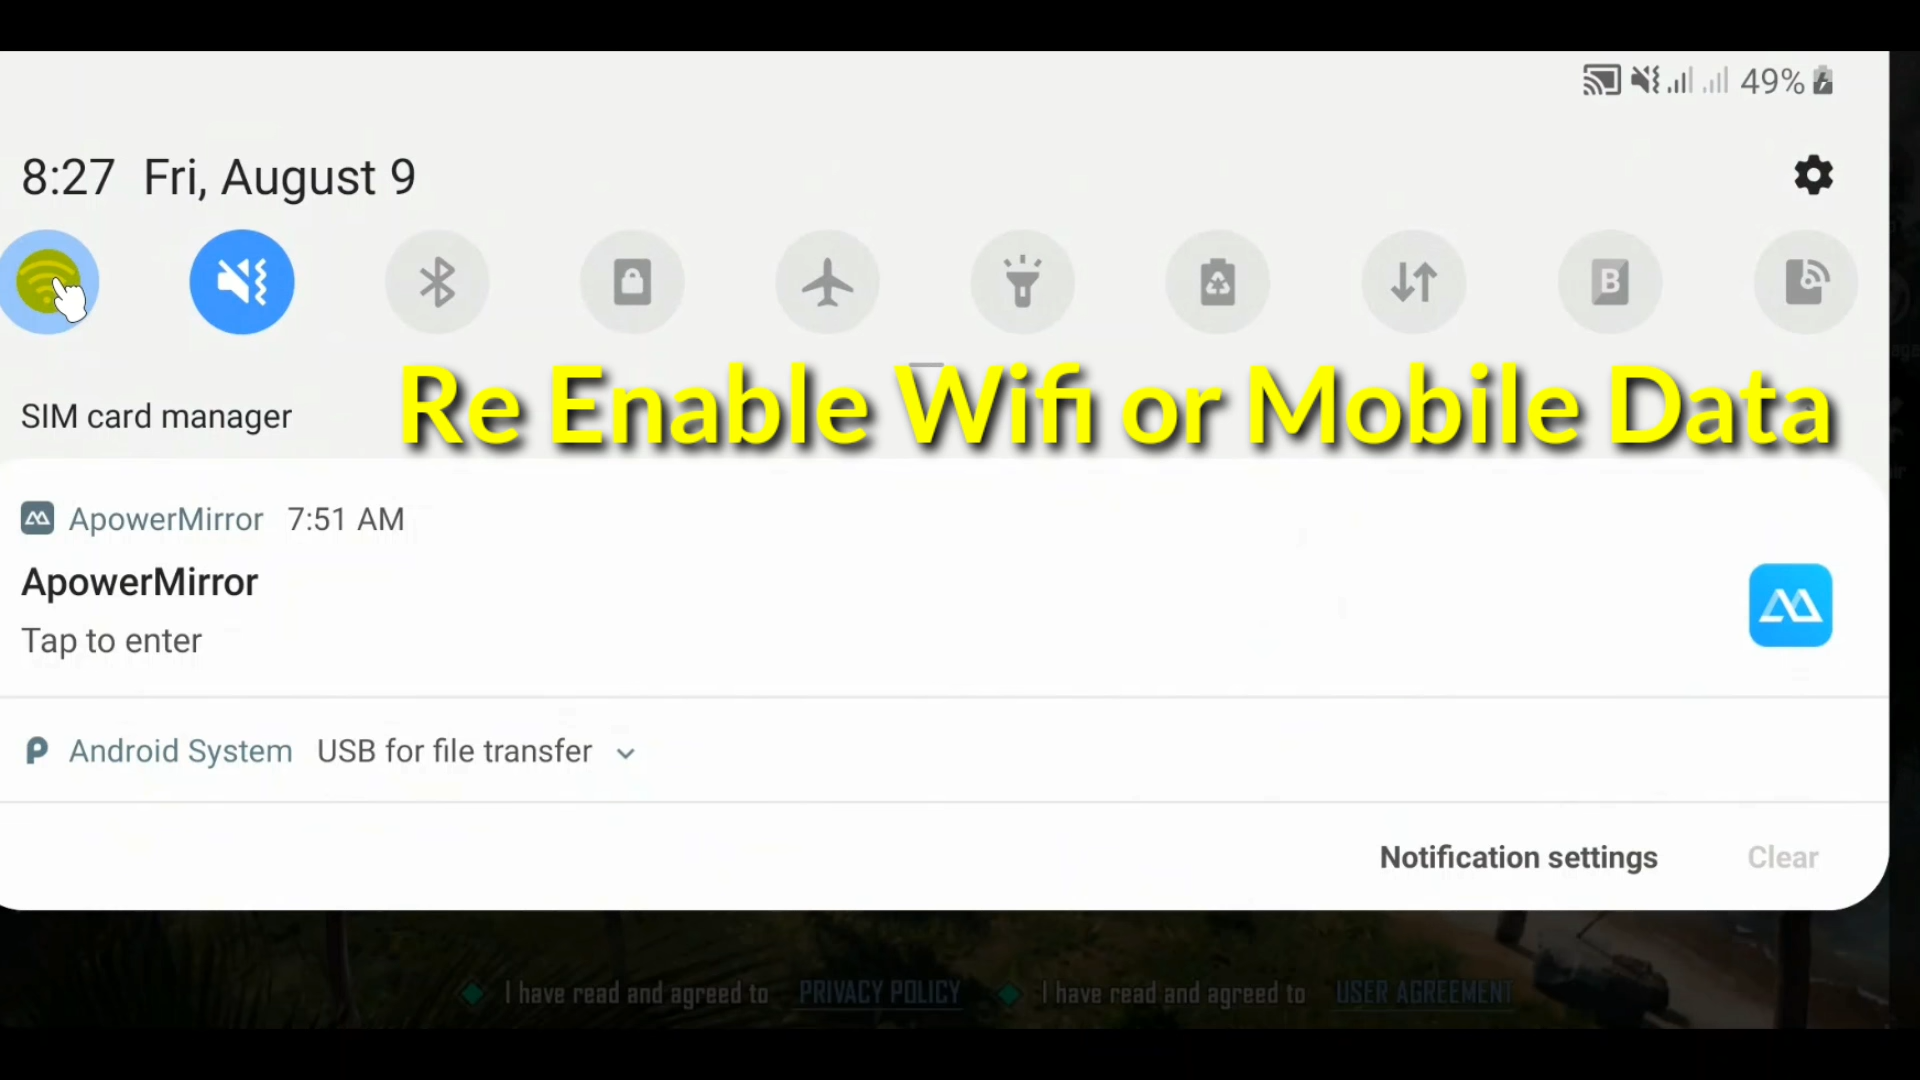 49%
8:27 Fri, August 9
B
Re Enable Wifi or Mobile Data
SIM card manager
ApowerMirror 7:51 AM
ApowerMirror
Tap to enter
Android System USB for file transfer
Notification settings Clear
I have read and agreed to PRIVACY POLICY I have read and agreed to USER AGREEMENT